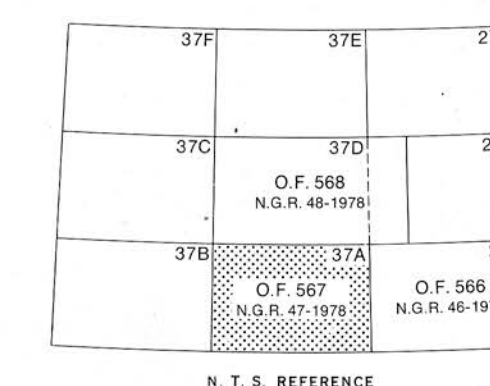 37F
37E
37C
37D
O.F. 568
N.G.R. 48-1978
37B
37A
O.F. 567
N.G.R. 47-1978
O.F. 566
N.T.S. REFERENCE